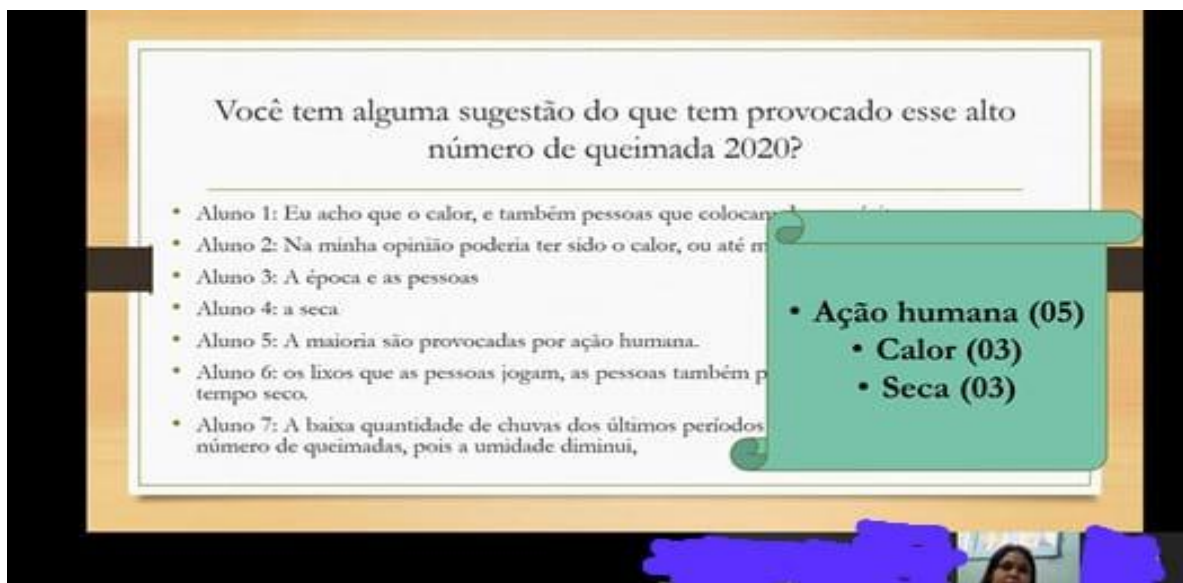 Você tem alguma sugestão do que tem provocado esse alto
número de queimada 2020?
• Aluno 1: Eu acho que o calor, e também pessoas que colocam
• Aluno 2: Na minha opinião poderia ter sido o calor, ou até
• Aluno 3: A época e as pessoas
• Aluno 4: a seca
• Aluno 5: A maioria são provocadas por ação humana.
• Aluno 6: os lixos que as pessoas jogam, as pessoas também
tempo seco.
• Aluno 7: A baixa quantidade de chuvas dos últimos períodos
número de queimadas, pois a umidade diminui,
• Ação humana (05)
• Calor (03)
• Seca (03)